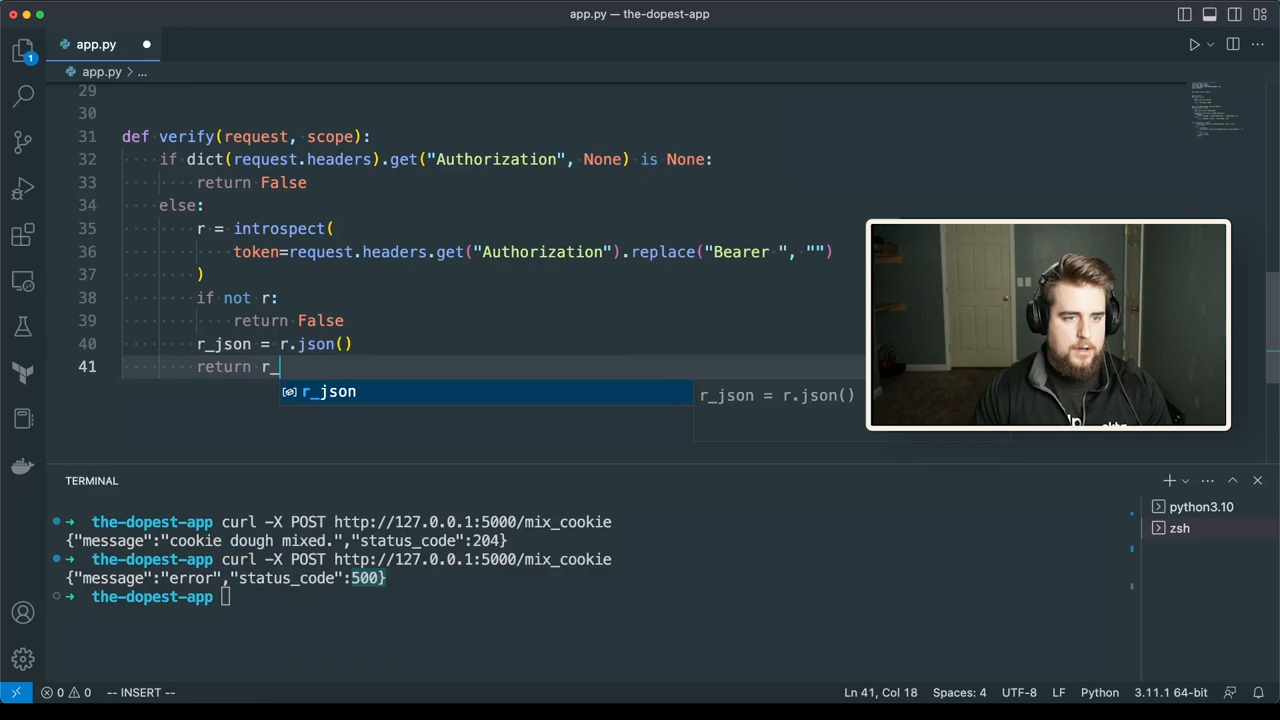 app.py — the-dopest-app
app.py
app.py > ...
1
29
30
31 def verify(request, scope):
32 if dict(request.headers).get("Authorization", None) is None:
33 return False
34 else:
35 r = introspect(
36 token=request.headers.get("Authorization").replace("Bearer ", "")
37 )
38 if not r:
39 return False
40 r_json = r.json()
41 return r_
r_json
r_json = r.json()
TERMINAL
the-dopest-app curl -X POST http://127.0.0.1:5000/mix_cookie
{"message":"cookie dough mixed.","status_code":204}
the-dopest-app curl -X POST http://127.0.0.1:5000/mix_cookie
{"message":"error","status_code":500}
the-dopest-app
python3.10
zsh
0 0 -- INSERT --
Ln 41, Col 18 Spaces: 4 UTF-8 LF Python 3.11.1 64-bit